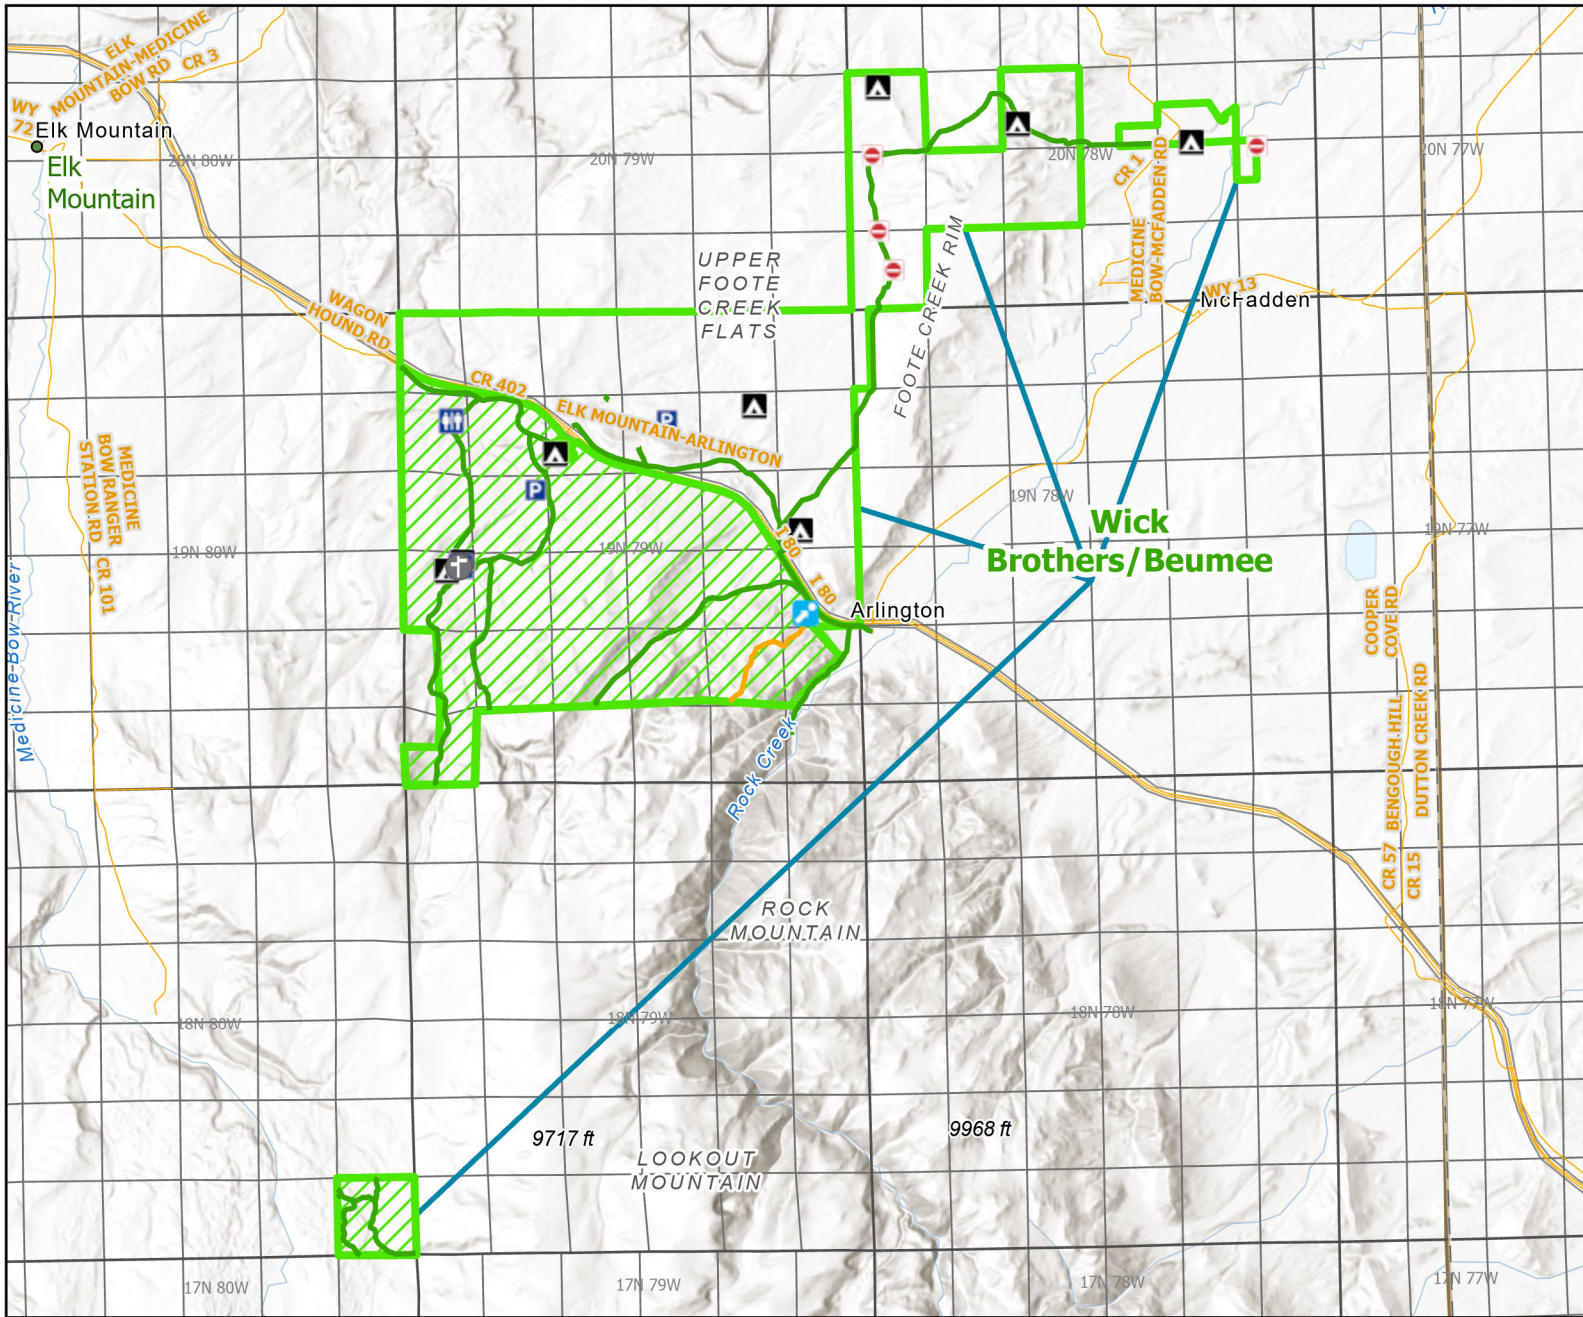 ELK
MOUNTAIN-MEDICINE
BOW RD CR 3
WY
72
Elk Mountain
Elk
Mountain
20N 80W
20N 79W
20N 78W
20N 77W
CR 1
MEDICINE
BOW-MCFADDEN RD
WY 13
McFadden
UPPER
FOOTE
CREEK
FLATS
FOOTE CREEK RIM
WAGON
HOUND RD
CR 402
ELK MOUNTAIN-ARLINGTON
P
P
MEDICINE
BOW RANGER
STATION RD CR 101
19N 80W
19N 79W
19N 78W
19N 77W
Wick
Brothers/Beumee
I 80
I 80
Arlington
Medicine-Bow-River
Rock Creek
COOPER
COVE RD
BENGOUGH HILL
DUTTON CREEK RD
CR 57
CR 15
ROCK
MOUNTAIN
18N 80W
18N 79W
18N 78W
18N 77W
9717 ft
9968 ft
LOOKOUT
MOUNTAIN
17N 80W
17N 79W
17N 78W
17N 77W